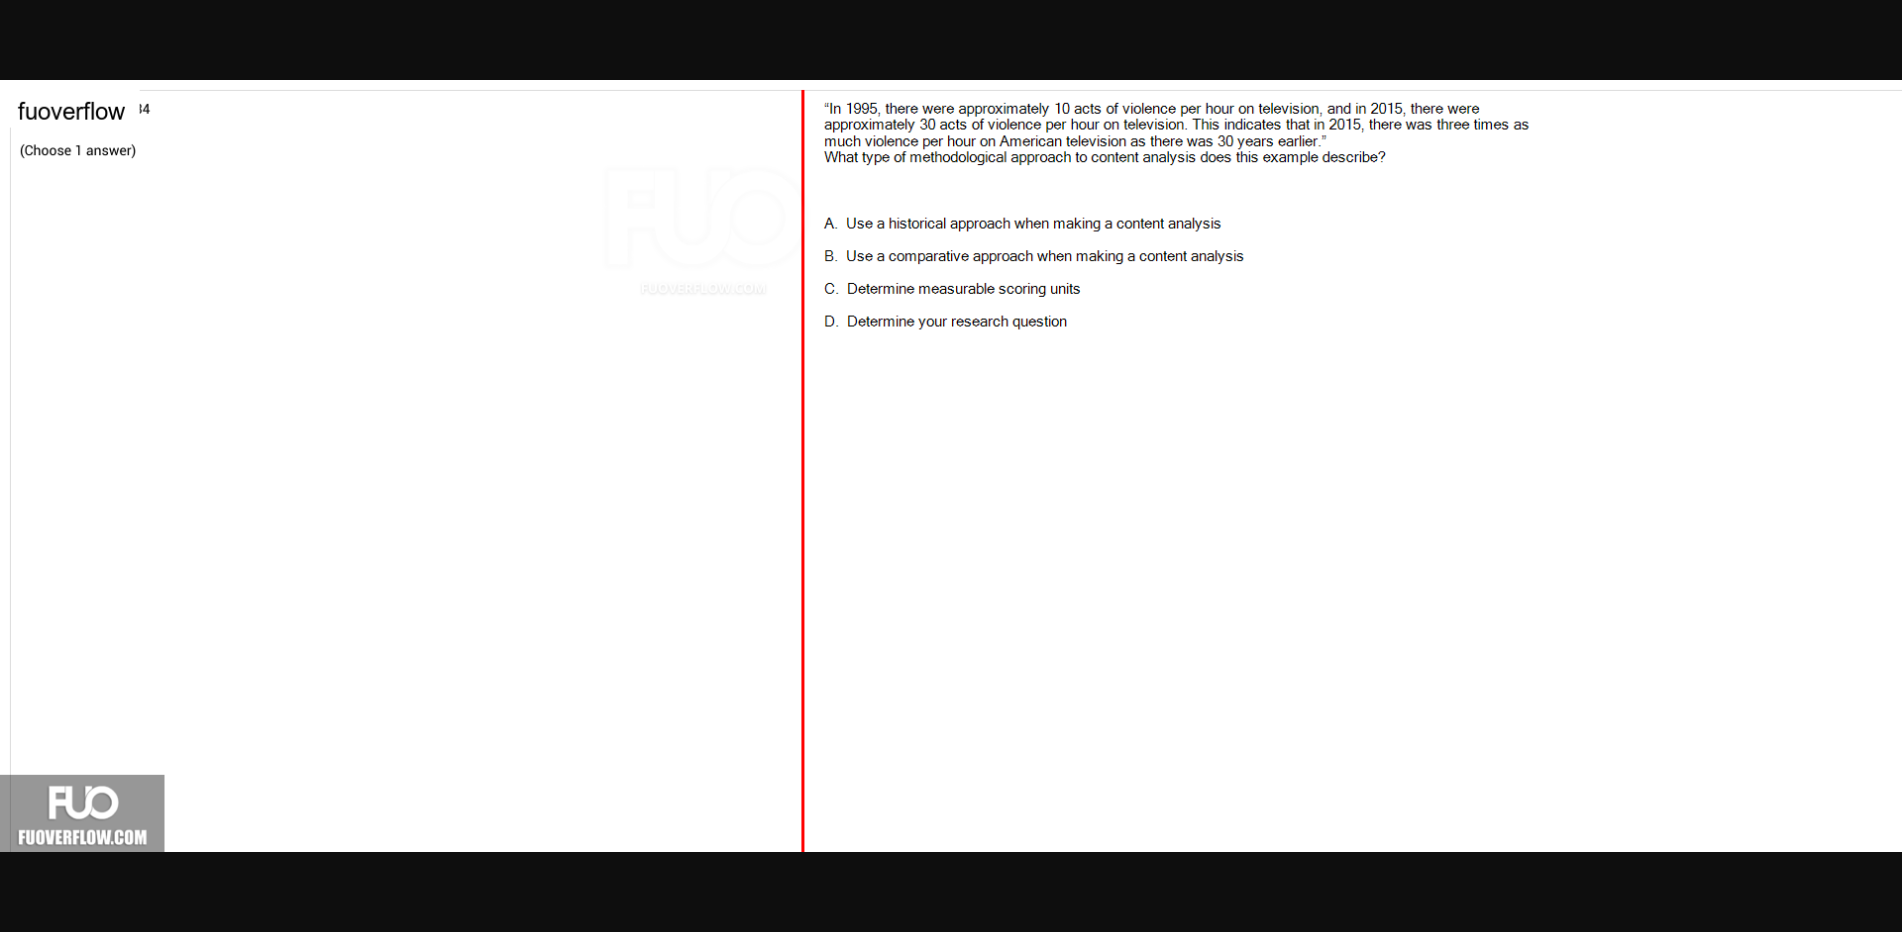 fuoverflow 34
(Choose 1 answer)
"In 1995, there were approximately 10 acts of violence per hour on television, and in 2015, there were
approximately 30 acts of violence per hour on television. This indicates that in 2015, there was three times as
much violence per hour on American television as there was 30 years earlier."
What type of methodological approach to content analysis does this example describe?
A. Use a historical approach when making a content analysis
B. Use a comparative approach when making a content analysis
C. Determine measurable scoring units
D. Determine your research question
FUO
FUOVERFLOW.COM
FUO
FUOVERFLOW.COM